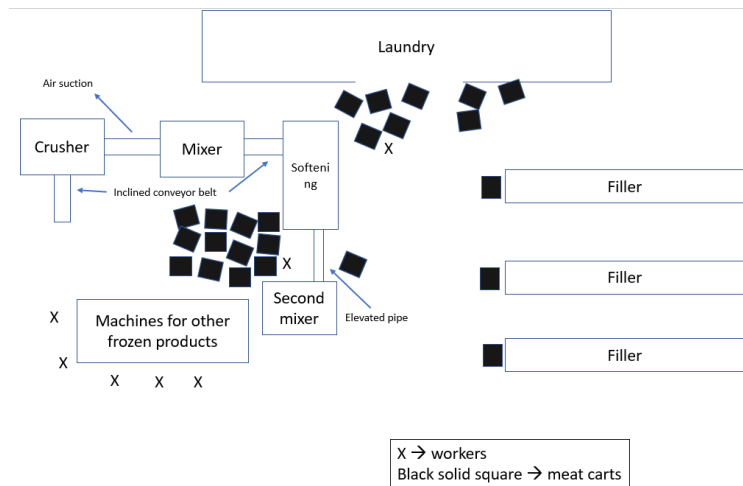 Laundry
Air suction
Crusher
Mixer
Softeni
ng
X
Inclined conveyor belt
Filler
X
Filler
Second
mixer
Elevated pipe
X
Machines for other
frozen products
Filler
X
X
X
X
X → workers
Black solid square → meat carts